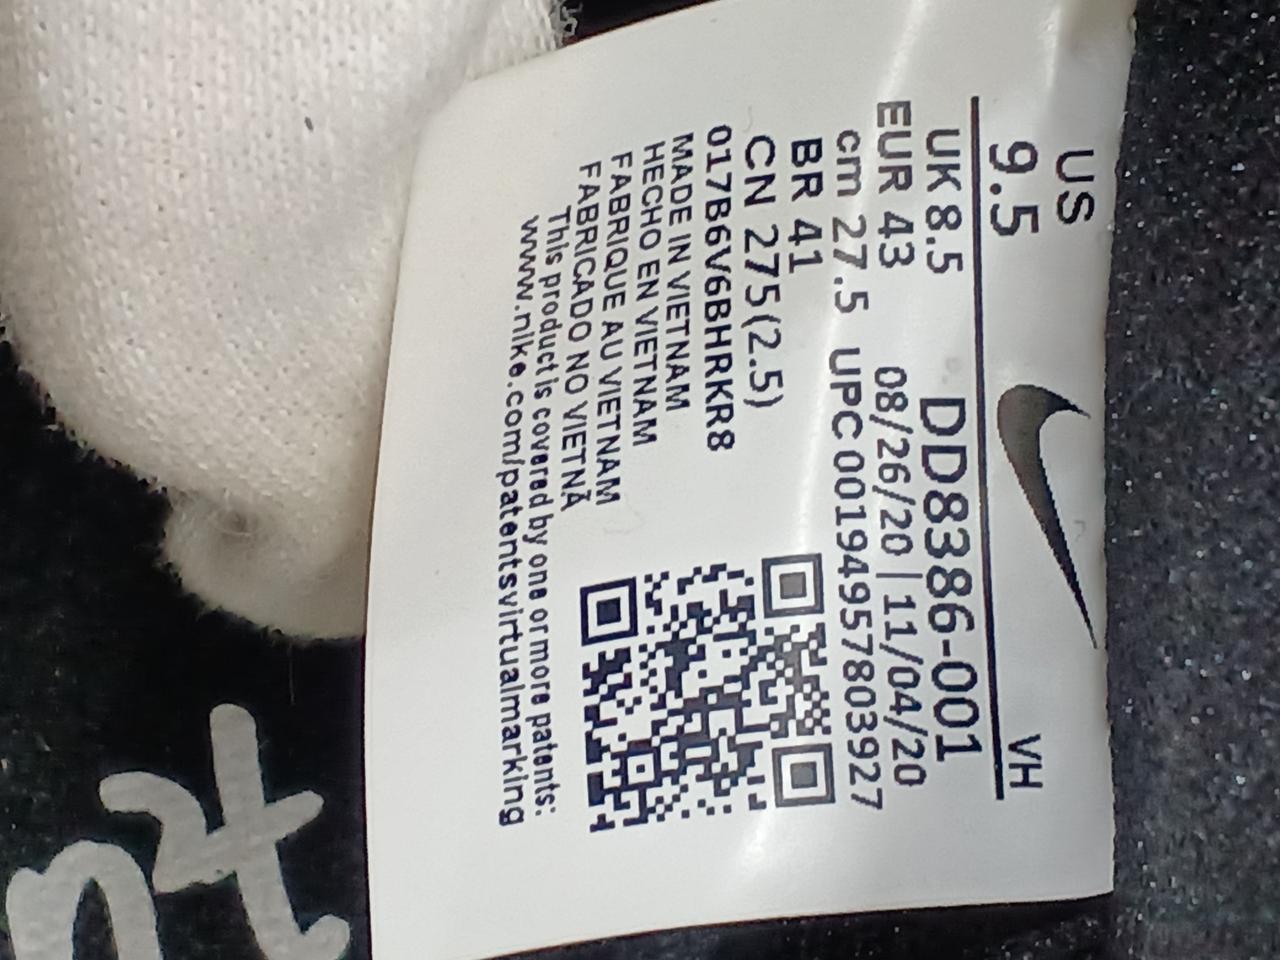 US
9.5
VH
UK 8.5
DD8386-001
EUR 43
08/26/20 | 11/04/20
cm 27.5
UPC 00194957803927
BR 41
CN 275(2.5)
017B6V6BHRKR8
MADE IN VIETNAM
HECHO EN VIETNAM
FABRIQUE AU VIETNAM
FABRICADO NO VIETNÃ
This product is covered by one or more patents:
www.nike.com/patentsvirtualmarking